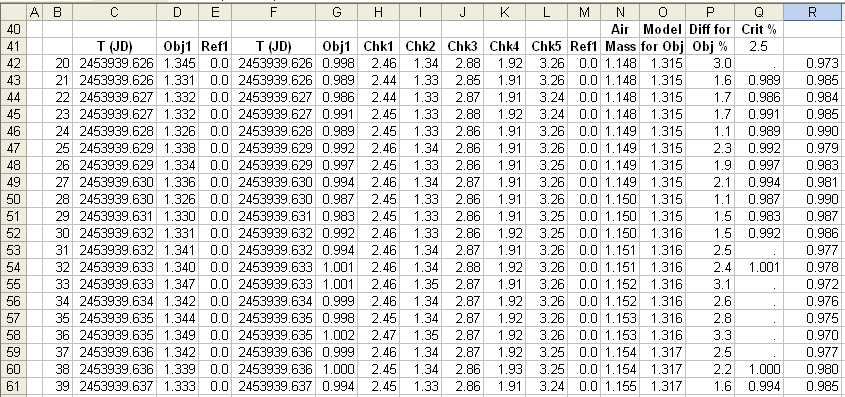 A B C D E F G H I J K L M N O P Q R
40 Air Model Diff for Crit %
41 T (JD) Obj1 Ref1 T (JD) Obj1 Chk1 Chk2 Chk3 Chk4 Chk5 Ref1 Mass for Obj Obj % 2.5
42 20 2453939.626 1.345 0.0 2453939.626 0.998 2.46 1.34 2.88 1.92 3.26 0.0 1.148 1.315 3.0 . 0.973
43 21 2453939.626 1.331 0.0 2453939.626 0.989 2.44 1.33 2.85 1.91 3.26 0.0 1.148 1.315 1.6 0.989 0.985
44 22 2453939.627 1.332 0.0 2453939.627 0.986 2.44 1.33 2.87 1.91 3.24 0.0 1.148 1.315 1.7 0.986 0.984
45 23 2453939.627 1.332 0.0 2453939.627 0.991 2.45 1.33 2.88 1.92 3.24 0.0 1.148 1.315 1.7 0.991 0.985
46 24 2453939.628 1.326 0.0 2453939.628 0.989 2.45 1.33 2.86 1.91 3.26 0.0 1.149 1.315 1.1 0.989 0.990
47 25 2453939.629 1.338 0.0 2453939.629 0.992 2.46 1.34 2.86 1.91 3.26 0.0 1.149 1.315 2.3 0.992 0.979
48 26 2453939.629 1.334 0.0 2453939.629 0.997 2.45 1.34 2.86 1.91 3.25 0.0 1.149 1.315 1.9 0.997 0.983
49 27 2453939.630 1.336 0.0 2453939.630 0.994 2.46 1.34 2.87 1.91 3.26 0.0 1.149 1.315 2.1 0.994 0.981
50 28 2453939.630 1.326 0.0 2453939.630 0.987 2.45 1.33 2.86 1.91 3.26 0.0 1.150 1.315 1.1 0.987 0.990
51 29 2453939.631 1.330 0.0 2453939.631 0.983 2.45 1.33 2.86 1.91 3.25 0.0 1.150 1.315 1.5 0.983 0.987
52 30 2453939.632 1.331 0.0 2453939.632 0.992 2.46 1.33 2.86 1.92 3.25 0.0 1.150 1.316 1.5 0.992 0.986
53 31 2453939.632 1.341 0.0 2453939.632 0.994 2.46 1.34 2.87 1.91 3.26 0.0 1.151 1.316 2.5 . 0.977
54 32 2453939.633 1.340 0.0 2453939.633 1.001 2.46 1.34 2.88 1.92 3.26 0.0 1.151 1.316 2.4 1.001 0.978
55 33 2453939.633 1.347 0.0 2453939.633 1.001 2.46 1.35 2.87 1.91 3.26 0.0 1.152 1.316 3.1 . 0.972
56 34 2453939.634 1.342 0.0 2453939.634 0.999 2.46 1.34 2.87 1.92 3.26 0.0 1.152 1.316 2.6 . 0.976
57 35 2453939.635 1.344 0.0 2453939.635 0.998 2.45 1.34 2.87 1.92 3.26 0.0 1.153 1.316 2.8 . 0.975
58 36 2453939.635 1.349 0.0 2453939.635 1.002 2.47 1.35 2.87 1.92 3.26 0.0 1.153 1.316 3.3 . 0.970
59 37 2453939.636 1.342 0.0 2453939.636 0.999 2.46 1.34 2.87 1.92 3.25 0.0 1.154 1.317 2.5 . 0.977
60 38 2453939.636 1.339 0.0 2453939.636 1.000 2.45 1.34 2.86 1.93 3.25 0.0 1.154 1.317 2.2 1.000 0.980
61 39 2453939.637 1.333 0.0 2453939.637 0.994 2.45 1.33 2.86 1.91 3.24 0.0 1.155 1.317 1.6 0.994 0.985